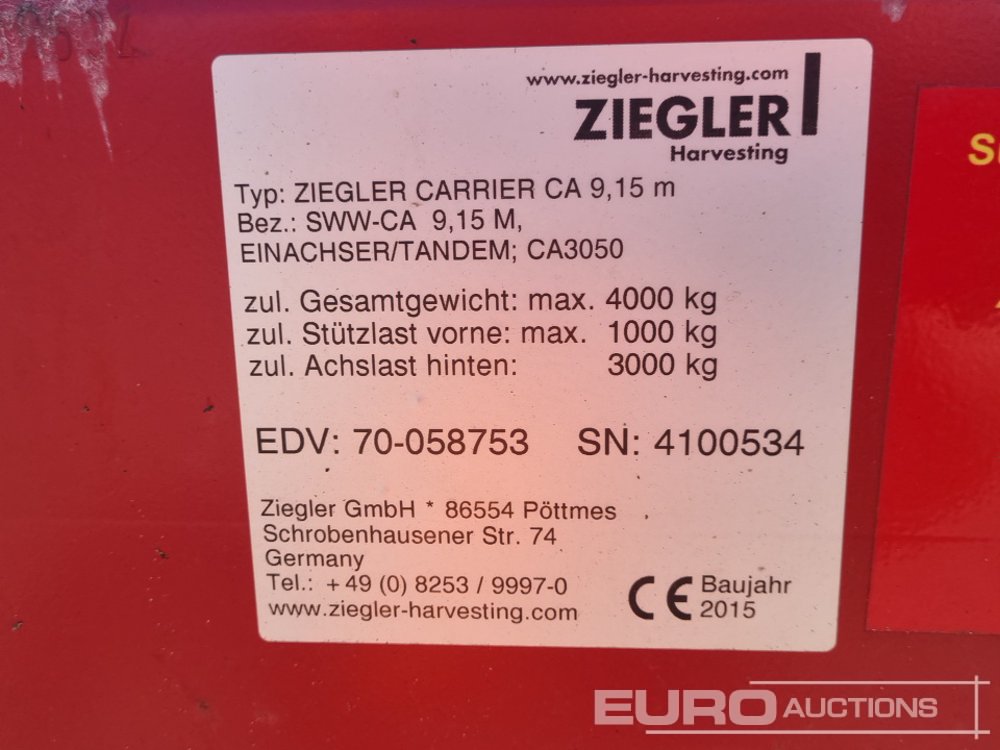 www.ziegler-harvesting.com
ZIEGLER
Harvesting
Typ: ZIEGLER CARRIER CA 9,15 m
Bez.: SWW-CA 9,15 M,
EINACHSER/TANDEM; CA3050
zul. Gesamtgewicht: max. 4000 kg
zul. Stützlast vorne: max. 1000 kg
zul. Achslast hinten: 3000 kg
EDV: 70-058753 SN: 4100534
Ziegler GmbH * 86554 Pöttmes
Schrobenhausener Str. 74
Germany
Tel.: +49 (0) 8253 / 9997-0
www.ziegler-harvesting.com
CE Baujahr
2015
EURO AUCTIONS